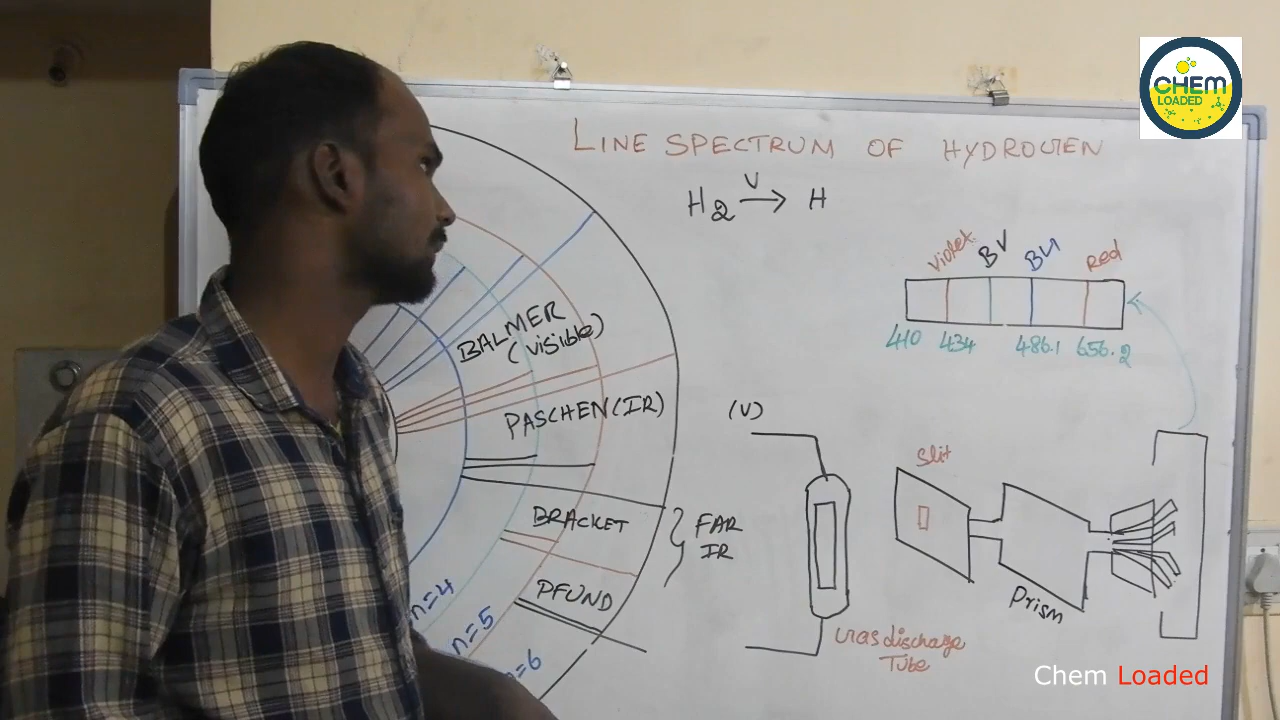 CHEM
LOADED
LINE SPECTRUM OF HYDROGEN
H2 V→ H
Violet BV BU Red
410 434 486.1 656.2
BALMER
(Visible)
PASCHEN(IR)
BRACKET
PFUND
FAR
IR
n=4
n=5
n=6
(V)
Slit
Prism
Gas discharge
Tube
Chem Loaded